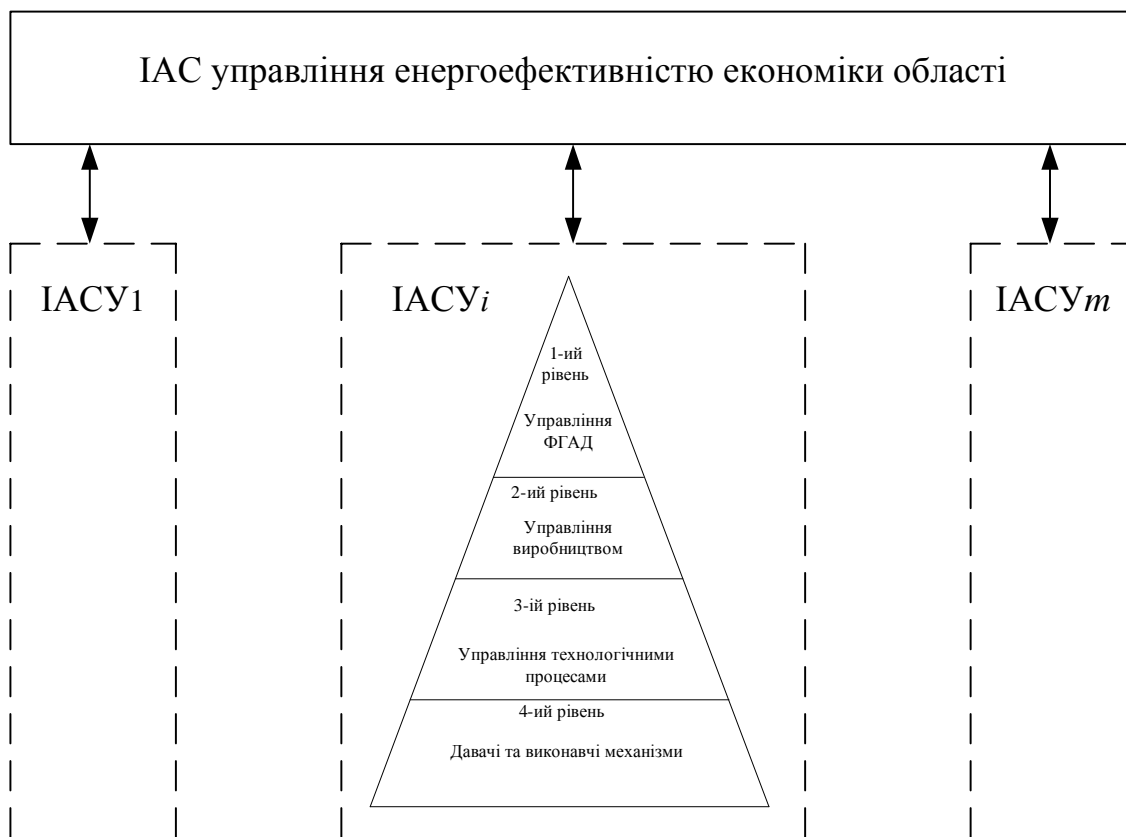 ІАС управління енергоефективністю економіки області
ІАСУ1
ІАСУi
ІАСУm
1-ий
рівень
Управління
ФГАД
2-ий рівень
Управління
виробництвом
3-ій рівень
Управління технологічними
процесами
4-ий рівень
Давачі та виконавчі механізми